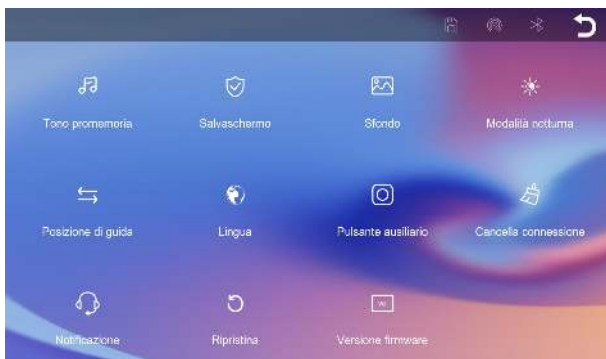 Tono promemoria
Salvaschermo
Sfondo
Modalità notturna
Posizione di guida
Lingua
Pulsante ausiliario
Cancella connessione
Notificazione
Ripristina
Versione firmware